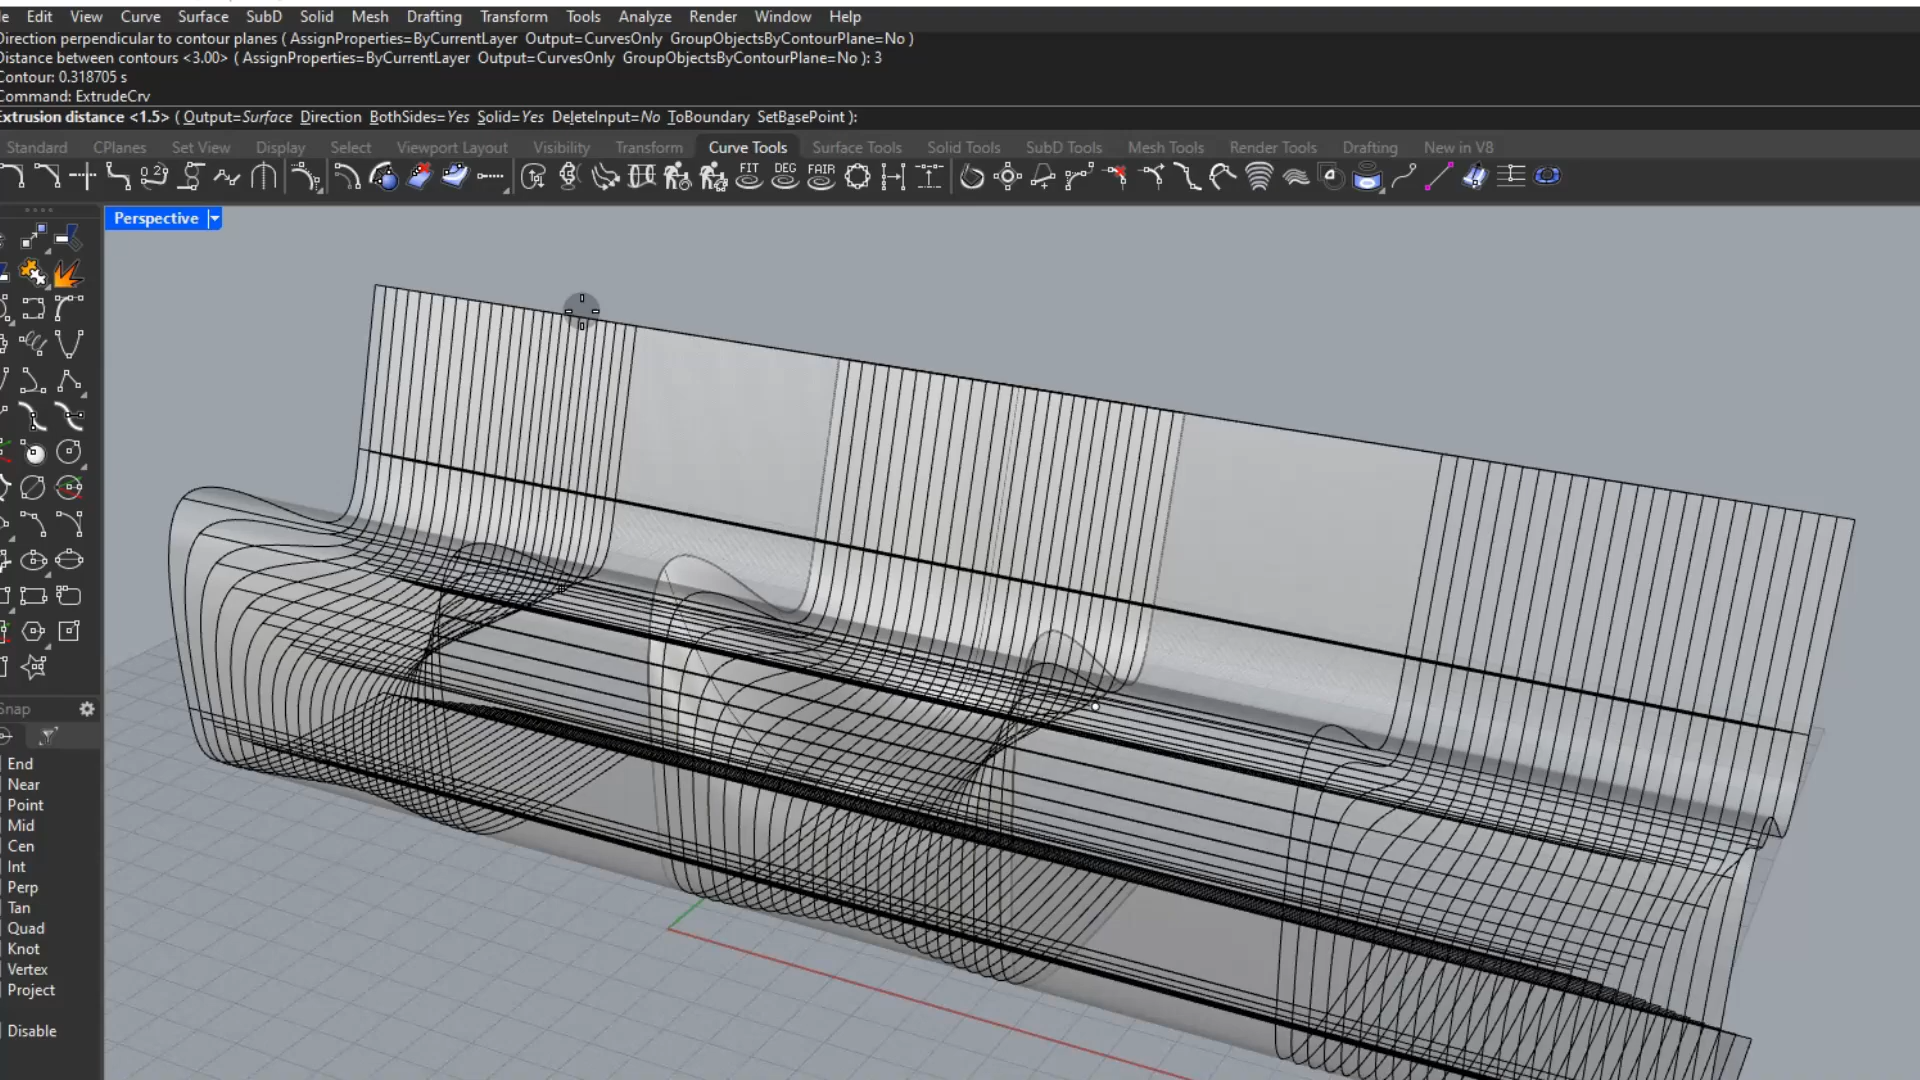 Edit View Curve Surface SubD Solid Mesh Drafting Transform Tools Analyze Render Window Help
Direction perpendicular to contour planes ( AssignProperties=ByCurrentLayer Output=CurvesOnly GroupObjectsByContourPlane=No )
Distance between contours <3.00> ( AssignProperties=ByCurrentLayer Output=CurvesOnly GroupObjectsByContourPlane=No ): 3
Contour: 0.318705 s
Command: ExtrudeCrv
Extrusion distance <1.5> ( Output=Surface Direction BothSides=Yes Solid=Yes DeleteInput=No ToBoundary SetBasePoint ):
Standard CPlanes Set View Display Select Viewport Layout Visibility Transform Curve Tools Surface Tools Solid Tools SubD Tools Mesh Tools Render Tools Drafting New in V8
FIT DEG FAIR
Perspective
Snap
End
Near
Point
Mid
Cen
Int
Perp
Tan
Quad
Knot
Vertex
Project
Disable